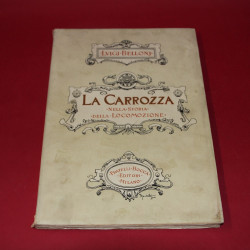 LUIGI BELLONI
LA CARROZZA
NELLA STORIA
DELLA LOCOMOZIONE
FRATELLI BOCCA
EDITORI
MILANO